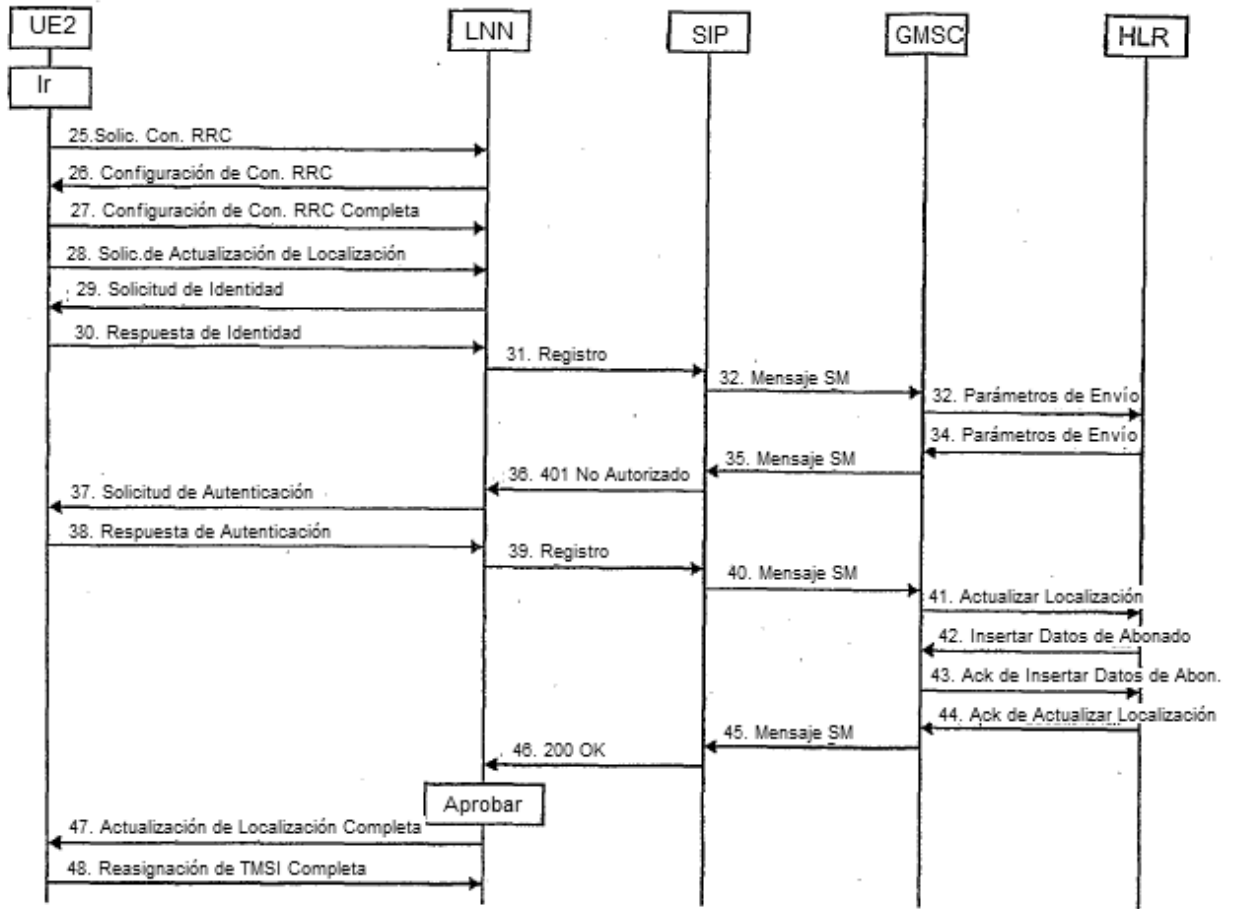 UE2
LNN
SIP
GMSC
HLR
Ir
25.Solic. Con. RRC
26. Configuración de Con. RRC
27. Configuración de Con. RRC Completa
28. Solic.de Actualización de Localización
29. Solicitud de Identidad
30. Respuesta de Identidad
31. Registro
32. Mensaje SM
32. Parámetros de Envío
34. Parámetros de Envío
35. Mensaje SM
36. 401 No Autorizado
37. Solicitud de Autenticación
38. Respuesta de Autenticación
39. Registro
40. Mensaje SM
41. Actualizar Localización
42. Insertar Datos de Abonado
43. Ack de Insertar Datos de Abon.
44. Ack de Actualizar Localización
45. Mensaje SM
46. 200 OK
Aprobar
47. Actualización de Localización Completa
48. Reasignación de TMSI Completa